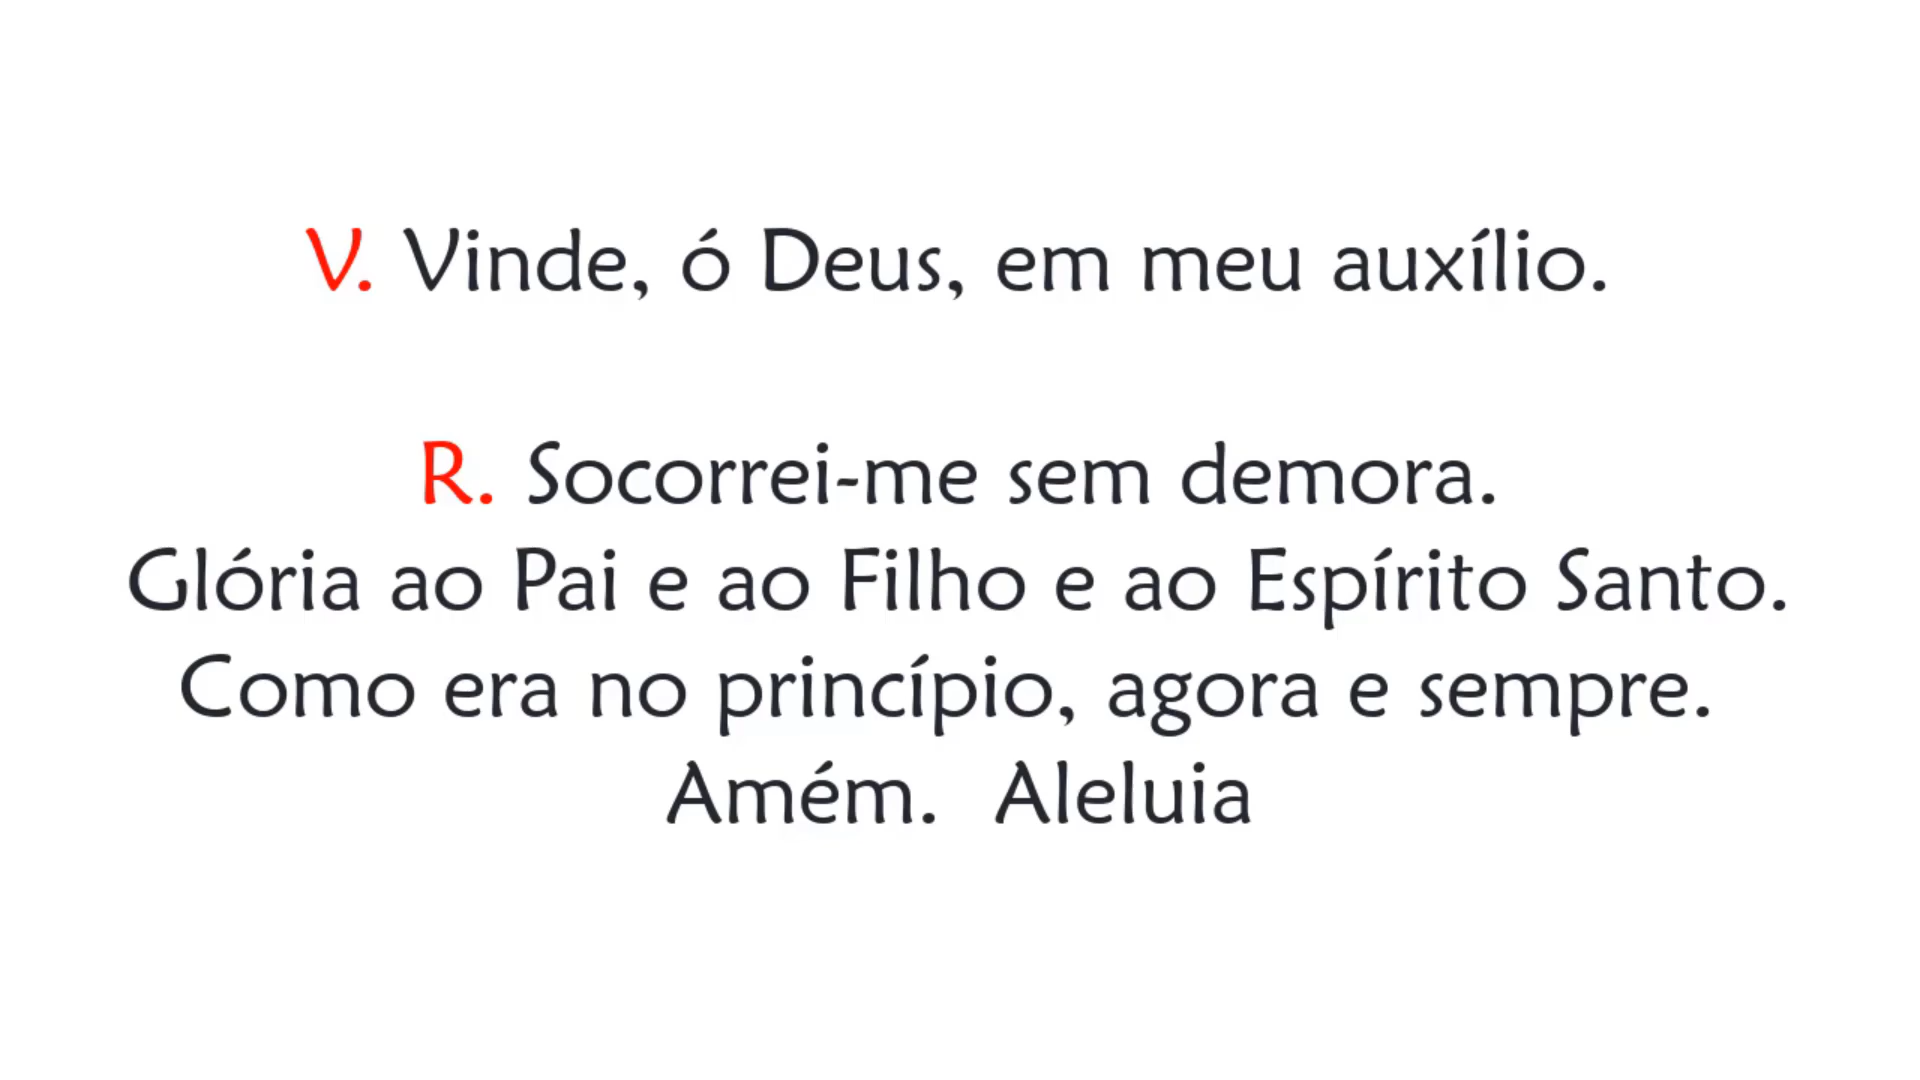 V. Vinde, ó Deus, em meu auxílio.
R. Socorrei-me sem demora.
Glória ao Pai e ao Filho e ao Espírito Santo.
Como era no princípio, agora e sempre.
Amém.  Aleluia